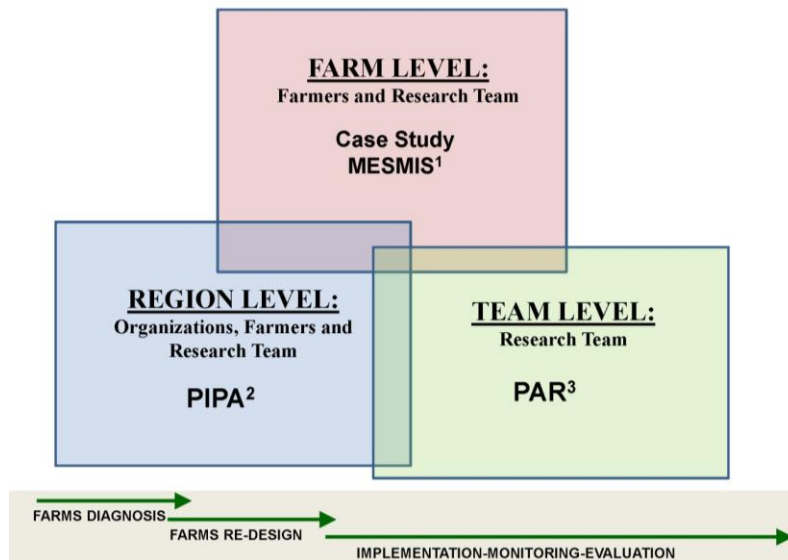 FARM LEVEL:
Farmers and Research Team
Case Study
MESMIS¹
REGION LEVEL:
Organizations, Farmers and
Research Team
PIPA²
TEAM LEVEL:
Research Team
PAR³
FARMS DIAGNOSIS
FARMS RE-DESIGN
IMPLEMENTATION-MONITORING-EVALUATION